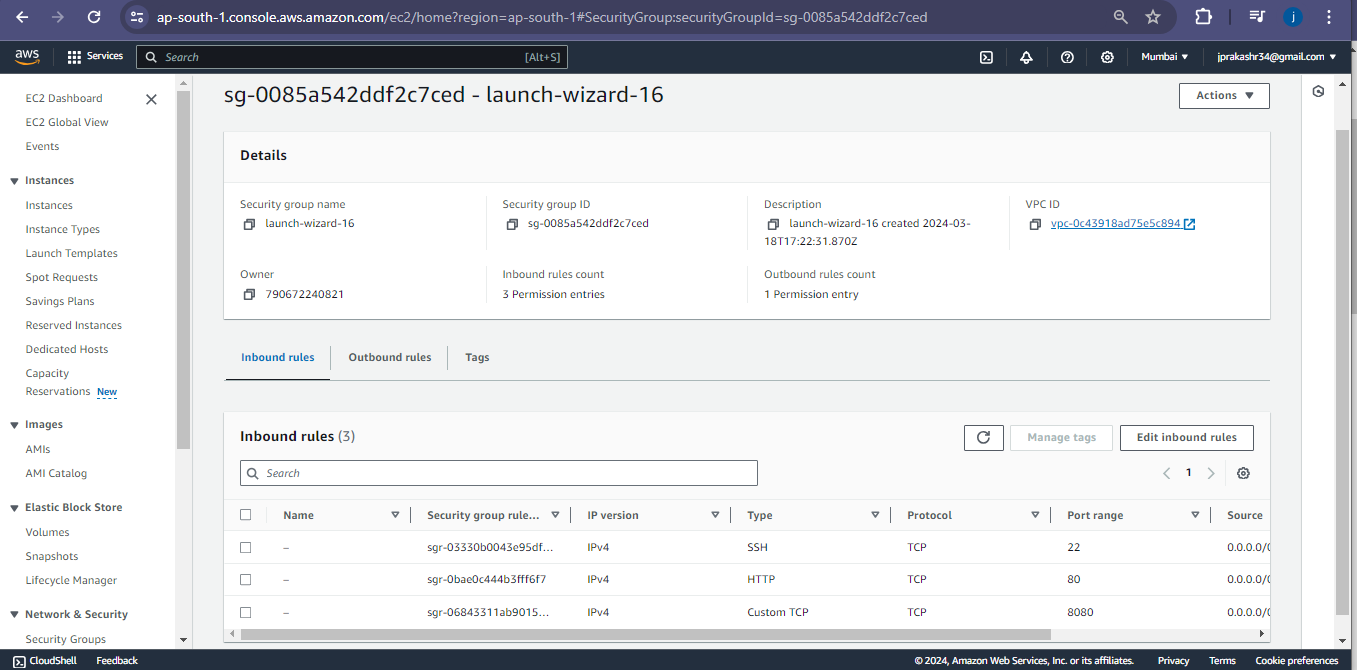 ap-south-1.console.aws.amazon.com/ec2/home?region=ap-south-1#SecurityGroup:securityGroupId=sg-0085a542ddf2c7ced
j
aws
Services
Search
[Alt+S]
Mumbai
jprakashr34@gmail.com
EC2 Dashboard
EC2 Global View
Events
Instances
Instances
Instance Types
Launch Templates
Spot Requests
Savings Plans
Reserved Instances
Dedicated Hosts
Capacity
Reservations New
Images
AMIs
AMI Catalog
Elastic Block Store
Volumes
Snapshots
Lifecycle Manager
Network & Security
Security Groups
sg-0085a542ddf2c7ced - launch-wizard-16
Actions
Details
Security group name
launch-wizard-16
Security group ID
sg-0085a542ddf2c7ced
Description
launch-wizard-16 created 2024-03-
18T17:22:31.870Z
VPC ID
vpc-0c43918ad75e5c894
Owner
790672240821
Inbound rules count
3 Permission entries
Outbound rules count
1 Permission entry
Inbound rules
Outbound rules
Tags
Inbound rules (3)
Manage tags
Edit inbound rules
Search
1
Name
Security group rule...
IP version
Type
Protocol
Port range
Source
– sgr-03330b0043e95df... IPv4 SSH TCP 22 0.0.0.0/0
– sgr-0bae0c444b3fff6f7 IPv4 HTTP TCP 80 0.0.0.0/0
– sgr-06843311ab9015... IPv4 Custom TCP TCP 8080 0.0.0.0/0
CloudShell
Feedback
© 2024, Amazon Web Services, Inc. or its affiliates.
Privacy
Terms
Cookie preferences